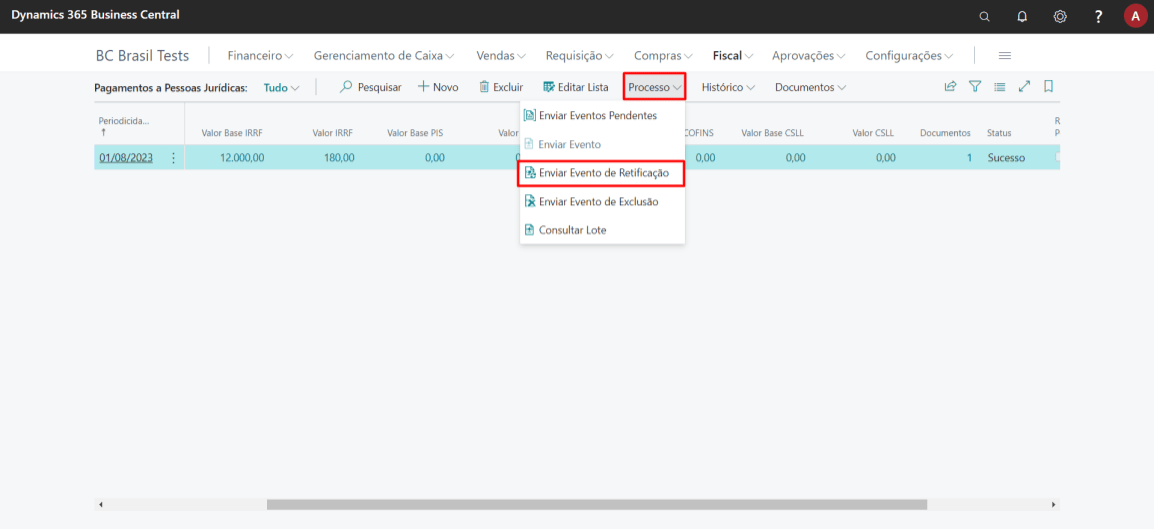 Dynamics 365 Business Central
?
A
BC Brasil Tests
Financeiro
Gerenciamento de Caixa
Vendas
Requisição
Compras
Fiscal
Aprovações
Configurações
Pagamentos a Pessoas Jurídicas:
Tudo
Pesquisar
Novo
Excluir
Editar Lista
Processo
Histórico
Documentos
Enviar Eventos Pendentes
Enviar Evento
Enviar Evento de Retificação
Enviar Evento de Exclusão
Consultar Lote
Periodicida...
Valor Base IRRF
Valor IRRF
Valor Base PIS
Valor
COFINS
Valor Base CSLL
Valor CSLL
Documentos
Status
R
P
01/08/2023
12.000,00
180,00
0,00
0
0,00
0,00
0,00
1
Sucesso